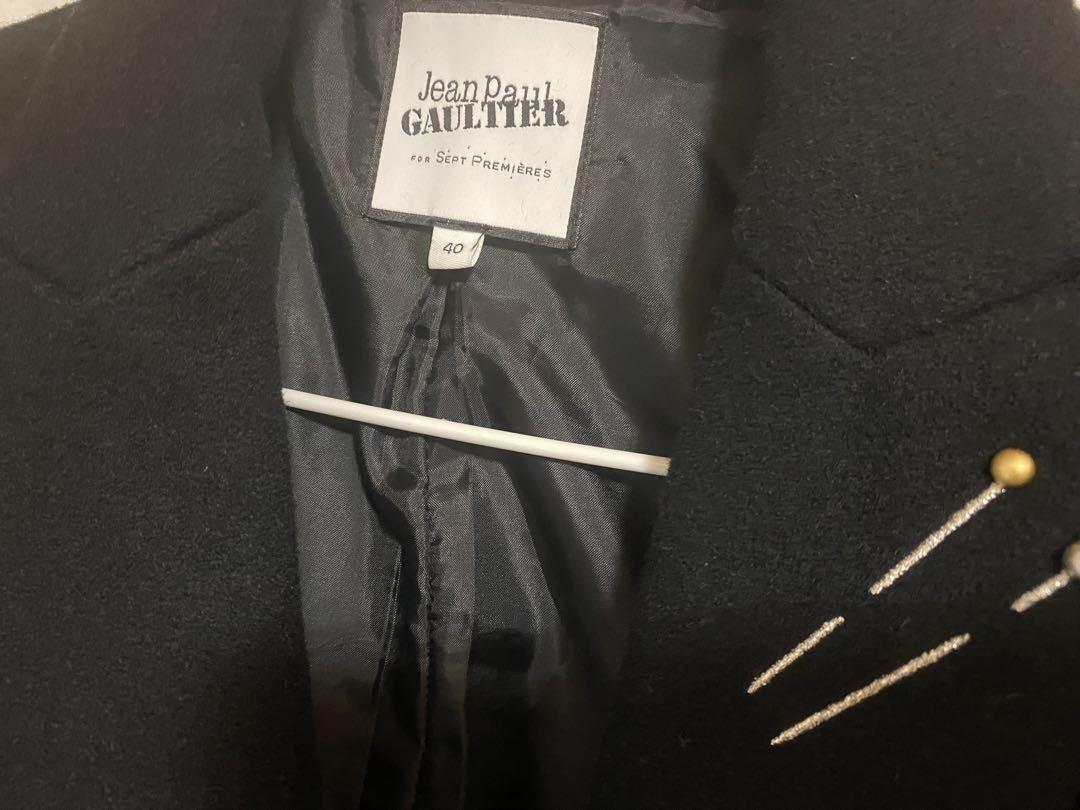 Jean Paul
GAULTIER
FOR SEPT PREMIÈRES
40